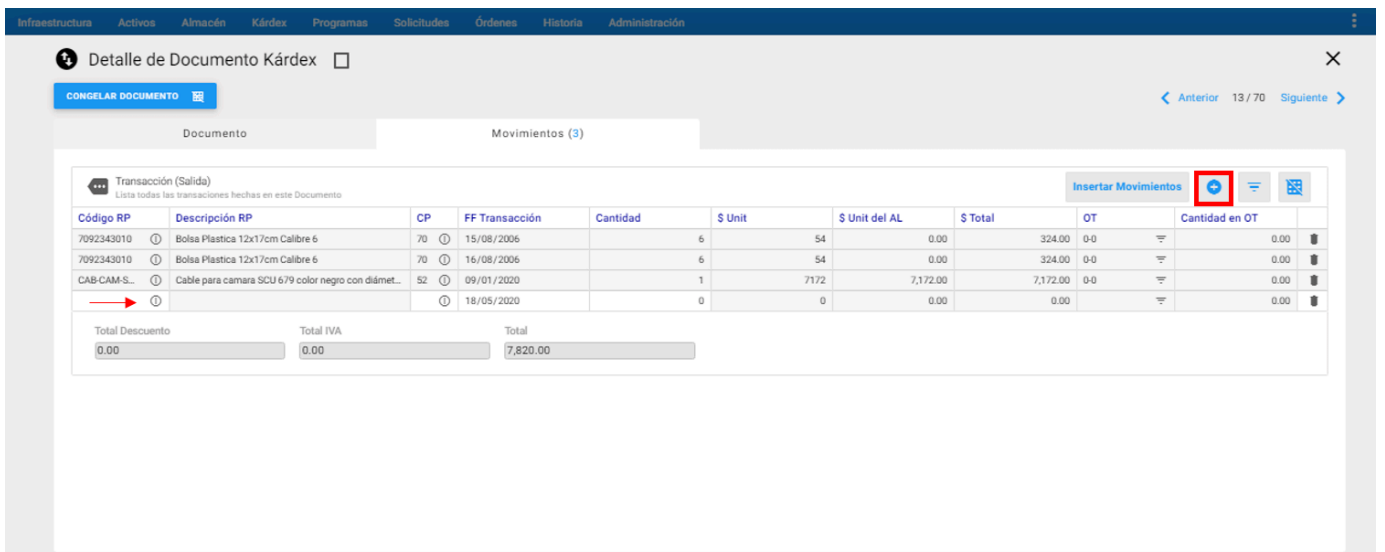 Infraestructura Activos Almacén Kárdex Programas Solicitudes Órdenes Historia Administración
Detalle de Documento Kárdex
CONGELAR DOCUMENTO
Anterior 13 / 70 Siguiente
Documento Movimientos (3)
Transacción (Salida)
Lista todas las transaciones hechas en este Documento
Insertar Movimientos
Código RP Descripción RP CP FF Transacción Cantidad $ Unit $ Unit del AL $ Total OT Cantidad en OT
7092343010 Bolsa Plastica 12x17cm Calibre 6 70 15/08/2006 6 54 0.00 324.00 0-0 0.00
7092343010 Bolsa Plastica 12x17cm Calibre 6 70 16/08/2006 6 54 0.00 324.00 0-0 0.00
CAB-CAM-S... Cable para camara SCU 679 color negro con diámet... 52 09/01/2020 1 7172 7,172.00 7,172.00 0-0 0.00
18/05/2020 0 0 0.00 0.00 0.00
Total Descuento Total IVA Total
0.00 0.00 7,820.00